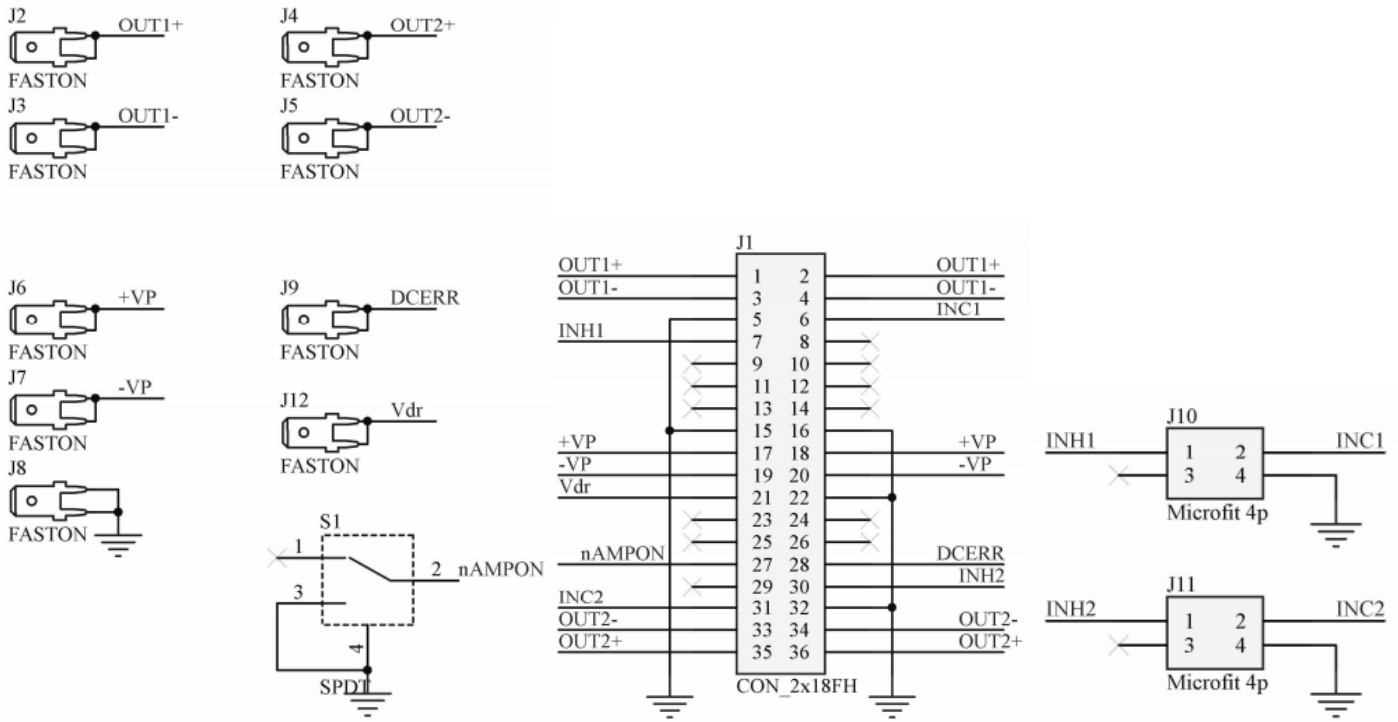 J2
OUT1+
FASTON
J3
OUT1-
FASTON
J4
OUT2+
FASTON
J5
OUT2-
FASTON
J6
+VP
FASTON
J7
-VP
FASTON
J8
FASTON
J9
DCERR
FASTON
J12
Vdr
FASTON
S1
1
2 nAMPON
3
4
SPDT
J1
OUT1+ 1 2 OUT1+
OUT1- 3 4 OUT1-
5 6 INC1
INH1 7 8
9 10
11 12
13 14
15 16
+VP 17 18 +VP
-VP 19 20 -VP
Vdr 21 22
23 24
25 26
nAMPON 27 28 DCERR
29 30 INH2
INC2 31 32
OUT2- 33 34 OUT2-
OUT2+ 35 36 OUT2+
CON_2x18FH
J10
INH1 1 2 INC1
3 4
Microfit 4p
J11
INH2 1 2 INC2
3 4
Microfit 4p